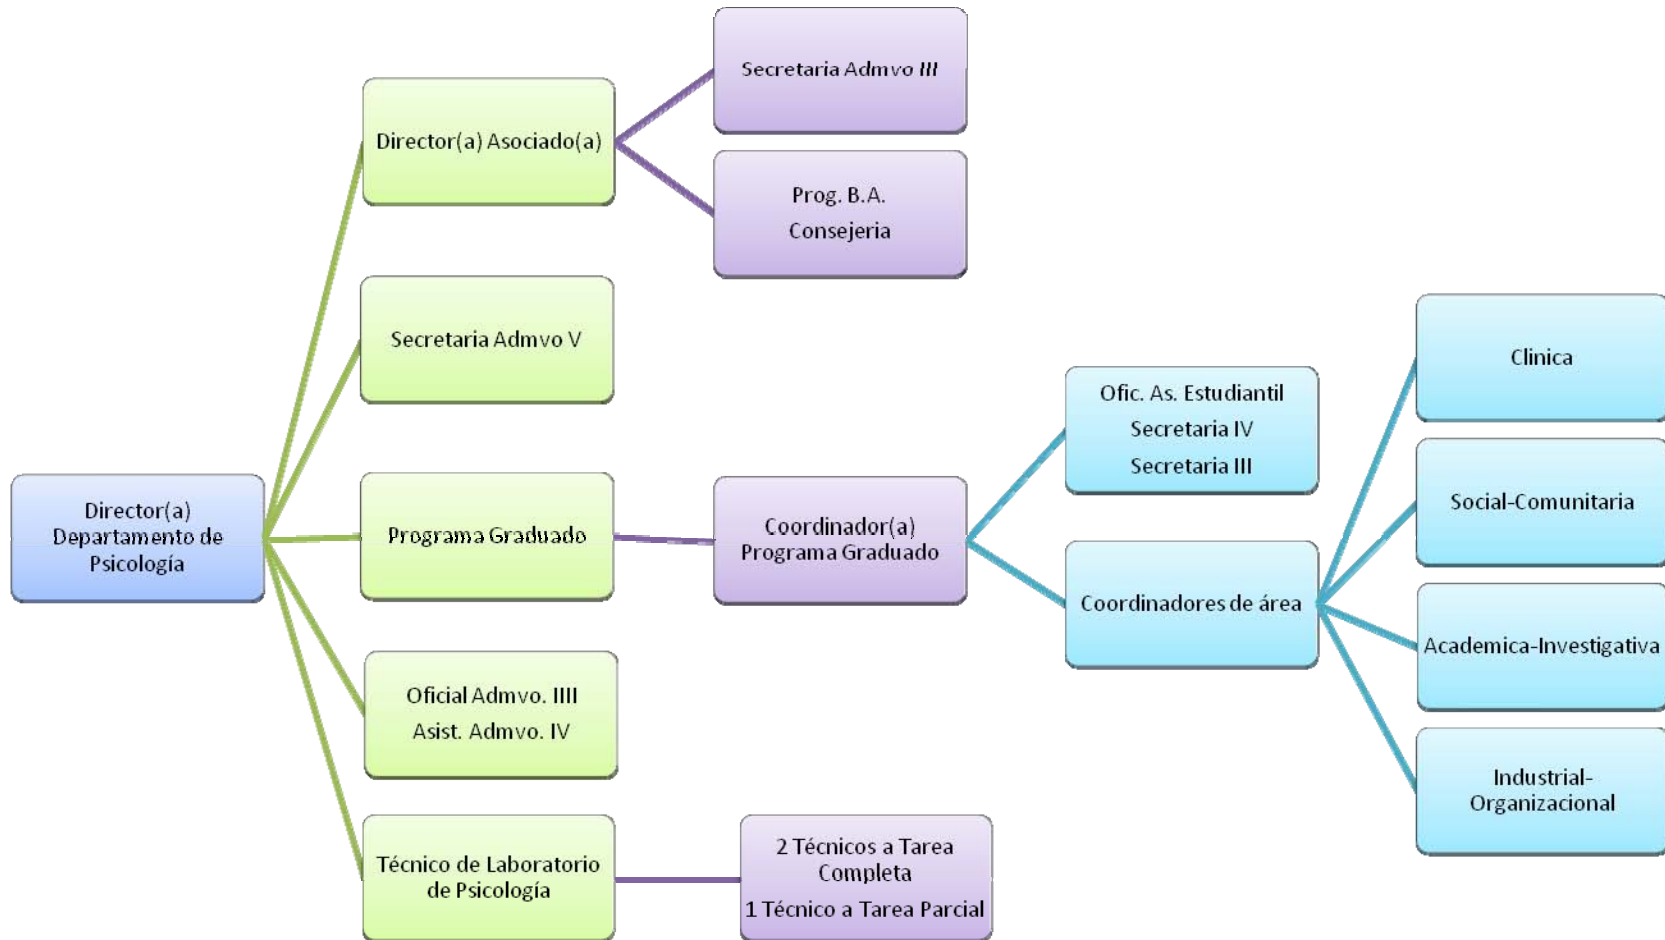 Director(a)
Departamento de
Psicología
Director(a) Asociado(a)
Secretaria Admvo V
Programa Graduado
Oficial Admvo. IIII
Asist. Admvo. IV
Técnico de Laboratorio
de Psicología
Secretaria Admvo III
Prog. B.A.
Consejeria
Coordinador(a)
Programa Graduado
2 Técnicos a Tarea
Completa
1 Técnico a Tarea Parcial
Ofic. As. Estudiantil
Secretaria IV
Secretaria III
Coordinadores de área
Clinica
Social-Comunitaria
Academica-Investigativa
Industrial-
Organizacional